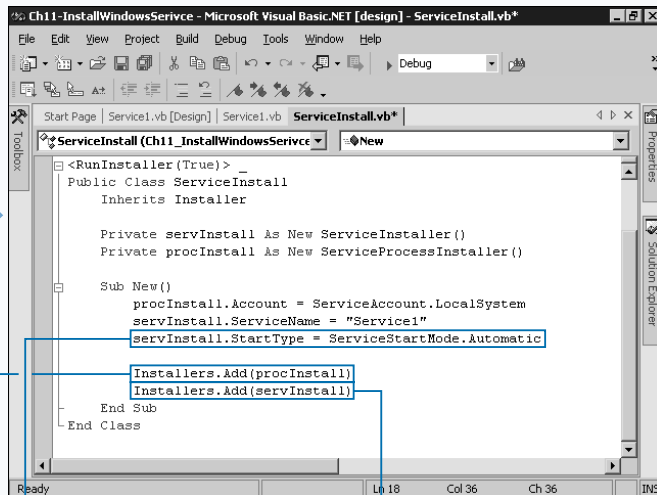 Ch11-InstallWindowsSerivce - Microsoft Visual Basic.NET [design] - ServiceInstall.vb*
File Edit View Project Build Debug Tools Window Help
Debug
Start Page Service1.vb [Design] Service1.vb ServiceInstall.vb*
ServiceInstall (Ch11_InstallWindowsSerivce New
Toolbox
Properties
Solution Explorer
<RunInstaller(True)> _
Public Class ServiceInstall
Inherits Installer
Private servInstall As New ServiceInstaller()
Private procInstall As New ServiceProcessInstaller()
Sub New()
procInstall.Account = ServiceAccount.LocalSystem
servInstall.ServiceName = "Service1"
servInstall.StartType = ServiceStartMode.Automatic
Installers.Add(procInstall)
Installers.Add(servInstall)
End Sub
End Class
Ready Ln 18 Col 36 Ch 36 INS